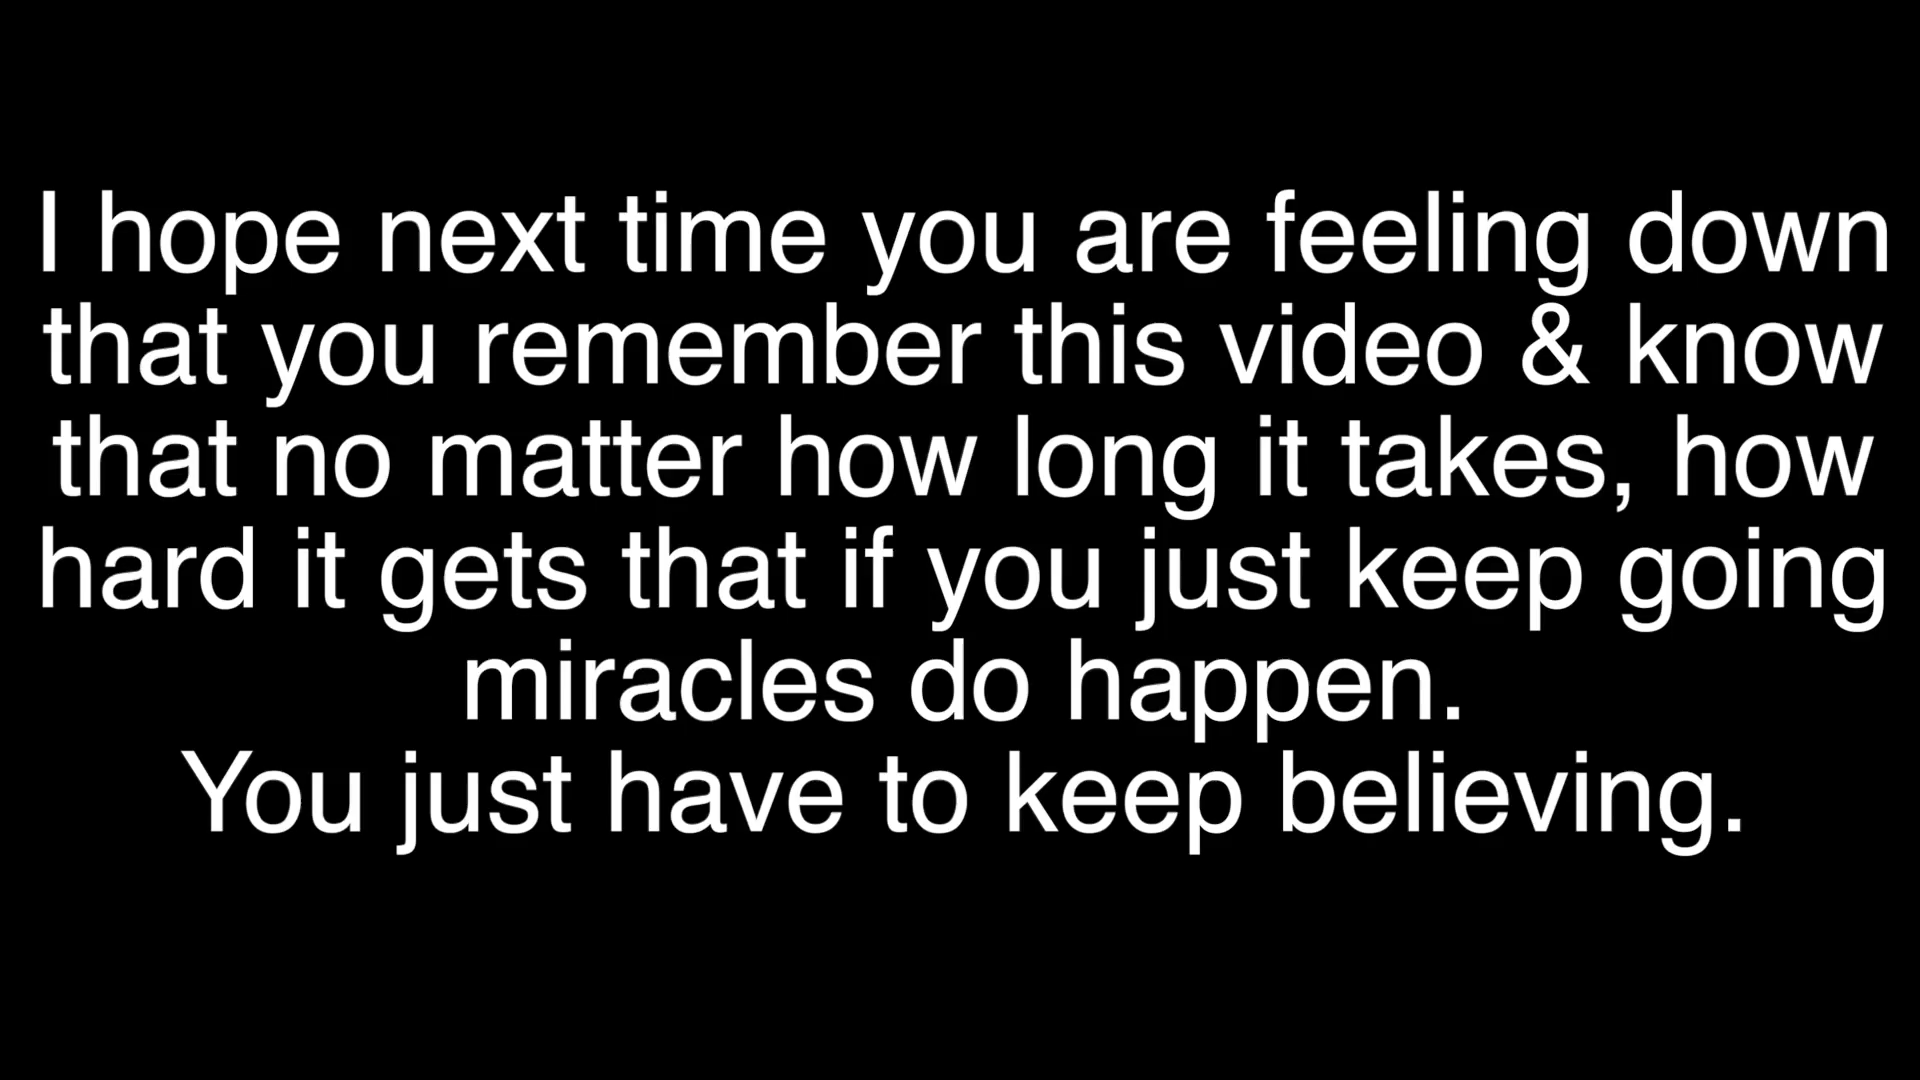 I hope next time you are feeling down
that you remember this video & know
that no matter how long it takes, how
hard it gets that if you just keep going
miracles do happen.
You just have to keep believing.